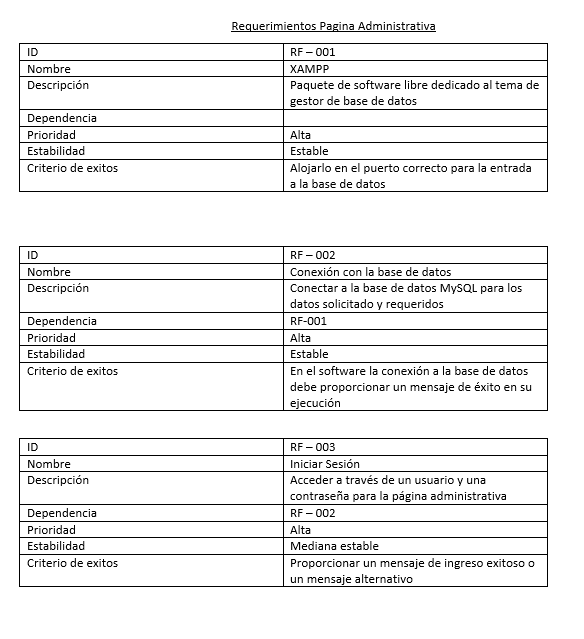 Requerimientos Pagina Administrativa
ID RF – 001
Nombre XAMPP
Descripción Paquete de software libre dedicado al tema de
gestor de base de datos
Dependencia
Prioridad Alta
Estabilidad Estable
Criterio de exitos Alojarlo en el puerto correcto para la entrada
a la base de datos
ID RF – 002
Nombre Conexión con la base de datos
Descripción Conectar a la base de datos MySQL para los
datos solicitado y requeridos
Dependencia RF-001
Prioridad Alta
Estabilidad Estable
Criterio de exitos En el software la conexión a la base de datos
debe proporcionar un mensaje de éxito en su
ejecución
ID RF – 003
Nombre Iniciar Sesión
Descripción Acceder a través de un usuario y una
contraseña para la página administrativa
Dependencia RF – 002
Prioridad Alta
Estabilidad Mediana estable
Criterio de exitos Proporcionar un mensaje de ingreso exitoso o
un mensaje alternativo